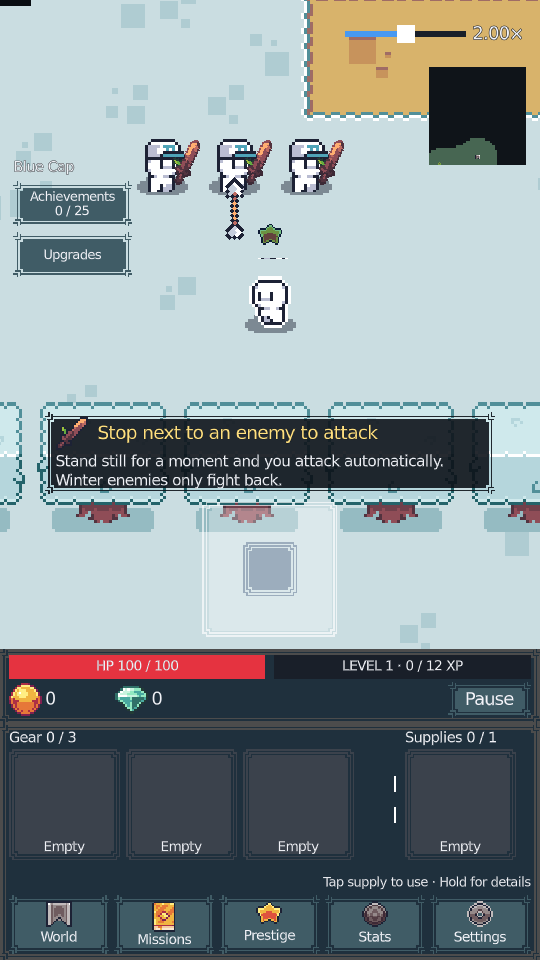 2.00×
Blue Cap
Achievements
0 / 25
Upgrades
Stop next to an enemy to attack
Stand still for a moment and you attack automatically.
Winter enemies only fight back.
HP 100 / 100
LEVEL 1 · 0 / 12 XP
0
0
Pause
Gear 0 / 3
Supplies 0 / 1
Empty
Empty
Empty
Empty
Tap supply to use · Hold for details
World
Missions
Prestige
Stats
Settings